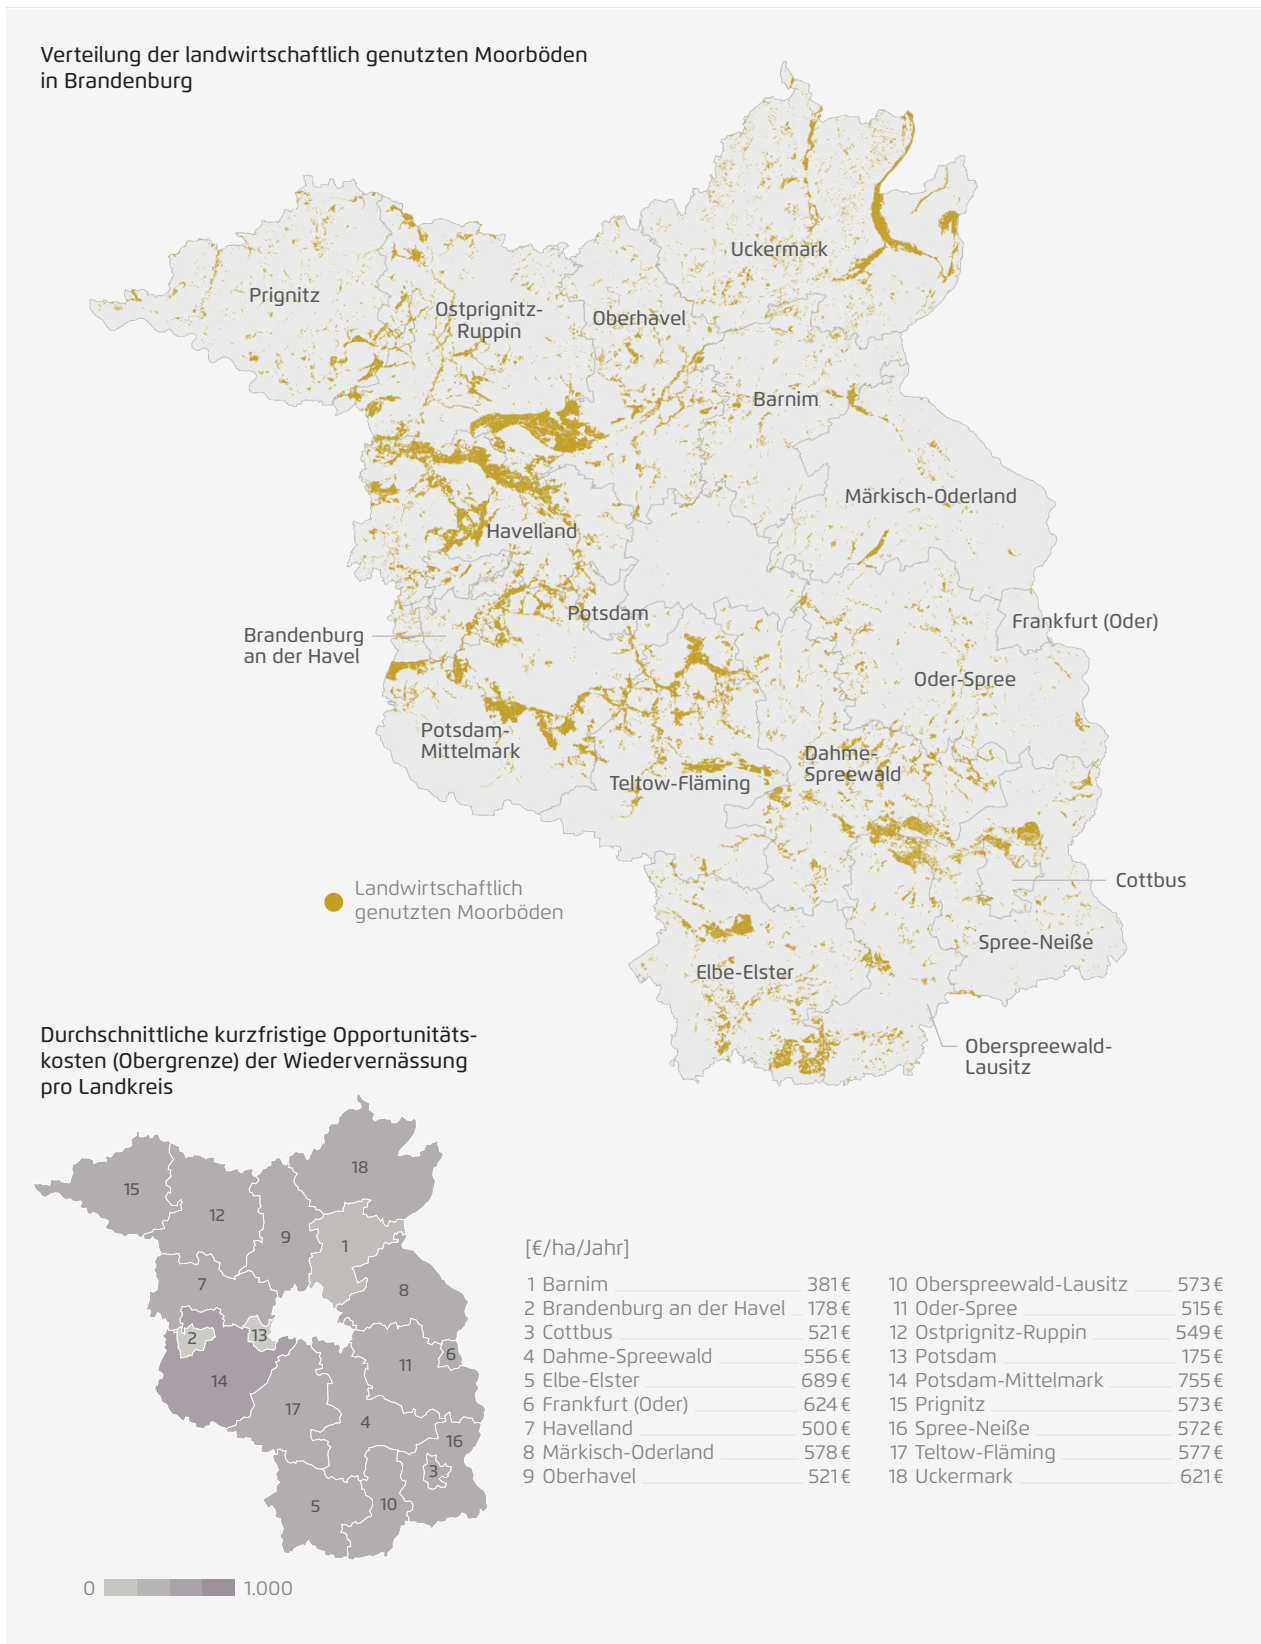 Verteilung der landwirtschaftlich genutzten Moorböden
in Brandenburg
Uckermark
Prignitz
Ostprignitz-
Ruppin
Oberhavel
Barnim
Märkisch-Oderland
Havelland
Potsdam
Frankfurt (Oder)
Brandenburg
an der Havel
Oder-Spree
Potsdam-
Mittelmark
Dahme-
Spreewald
Teltow-Fläming
Cottbus
Landwirtschaftlich
genutzten Moorböden
Spree-Neiße
Elbe-Elster
Oberspreewald-
Lausitz
Durchschnittliche kurzfristige Opportunitäts-
kosten (Obergrenze) der Wiedervernässung
pro Landkreis
18
15
12
9
1
7
8
2
13
6
11
14
17
4
16
3
5
10
0
1.000
[€/ha/Jahr]
1 Barnim 381 €
2 Brandenburg an der Havel 178 €
3 Cottbus 521 €
4 Dahme-Spreewald 556 €
5 Elbe-Elster 689 €
6 Frankfurt (Oder) 624 €
7 Havelland 500 €
8 Märkisch-Oderland 578 €
9 Oberhavel 521 €
10 Oberspreewald-Lausitz 573 €
11 Oder-Spree 515 €
12 Ostprignitz-Ruppin 549 €
13 Potsdam 175 €
14 Potsdam-Mittelmark 755 €
15 Prignitz 573 €
16 Spree-Neiße 572 €
17 Teltow-Fläming 577 €
18 Uckermark 621 €